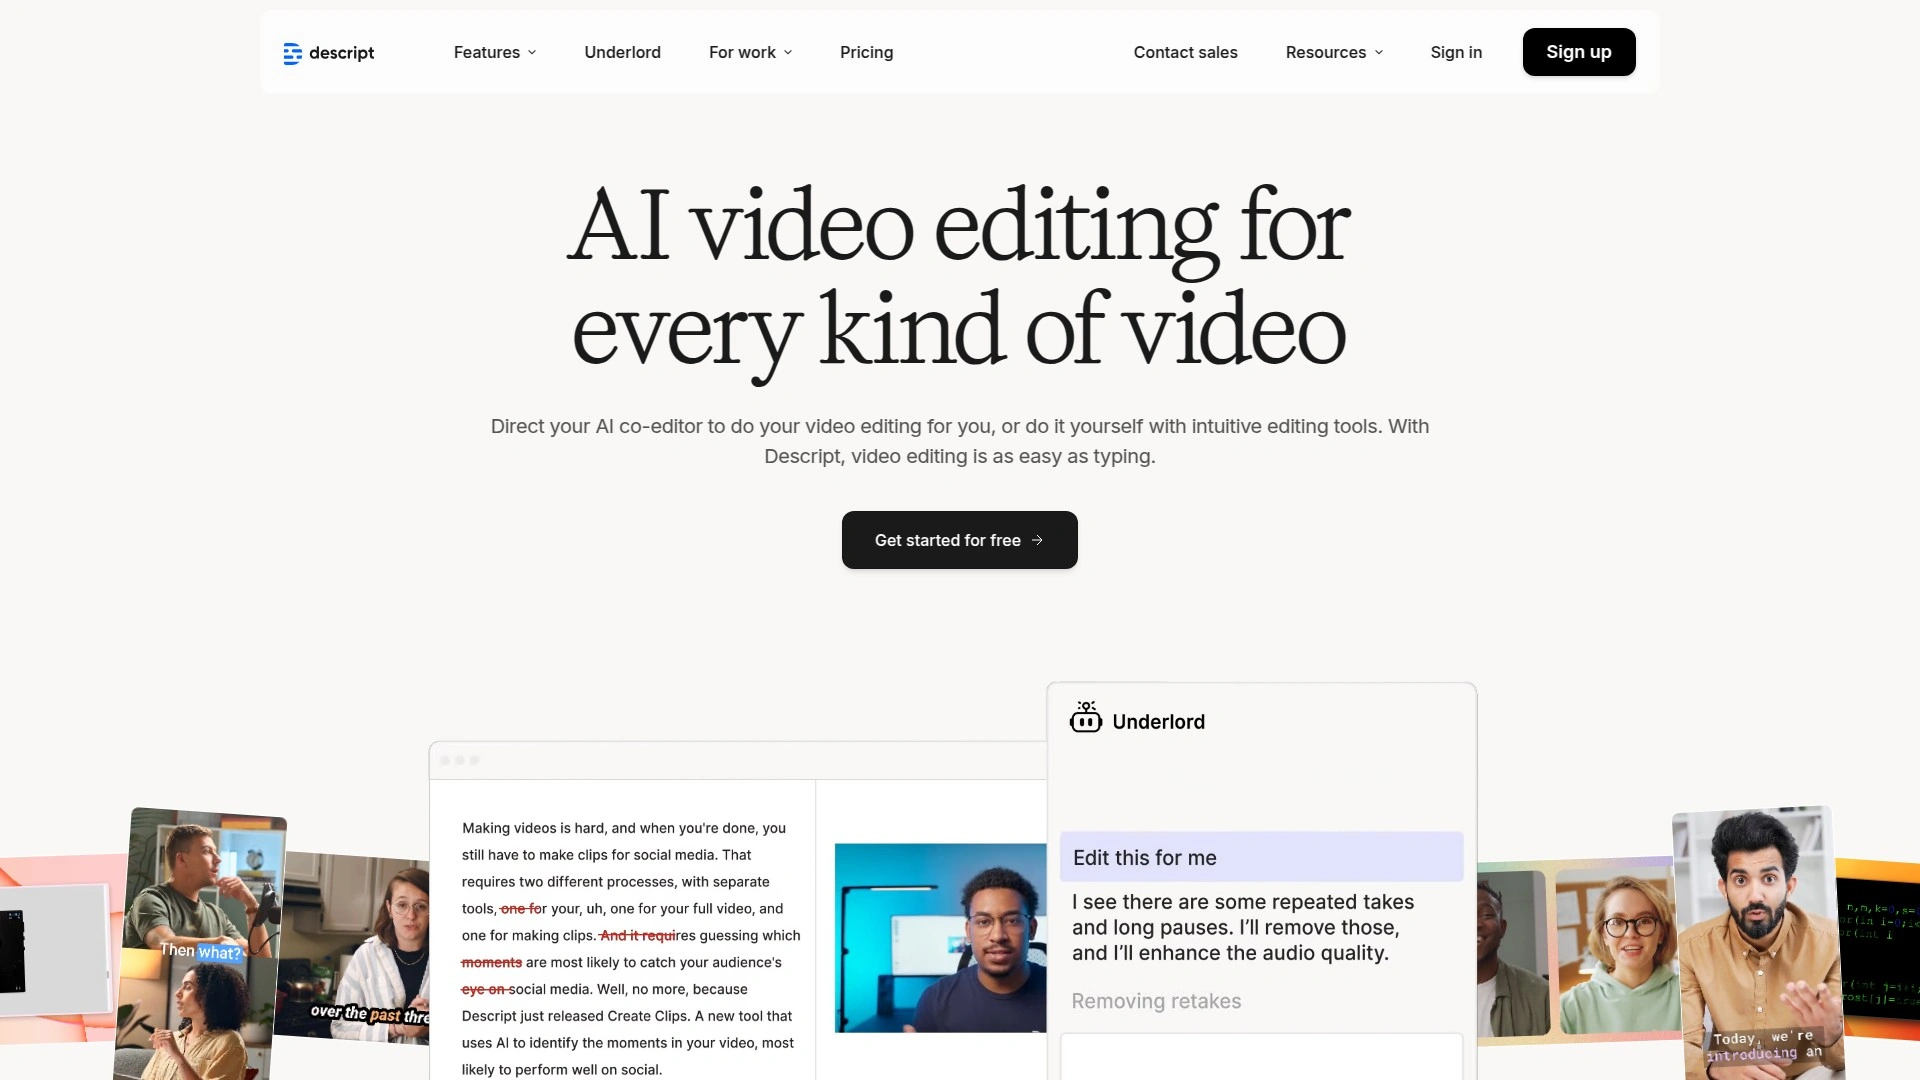 descript
Features
Underlord
For work
Pricing
Contact sales
Resources
Sign in
Sign up
AI video editing for
every kind of video
Direct your AI co-editor to do your video editing for you, or do it yourself with intuitive editing tools. With
Descript, video editing is as easy as typing.
Get started for free
Underlord
Making videos is hard, and when you're done, you
still have to make clips for social media. That
requires two different processes, with separate
tools, one for your, uh, one for your full video, and
one for making clips. And it requires guessing which
moments are most likely to catch your audience's
eye on social media. Well, no more, because
Descript just released Create Clips. A new tool that
uses AI to identify the moments in your video, most
likely to perform well on social.
Edit this for me
I see there are some repeated takes
and long pauses. I’ll remove those,
and I’ll enhance the audio quality.
Removing retakes
Then what?
over the past thre
Today, we're
introducing an